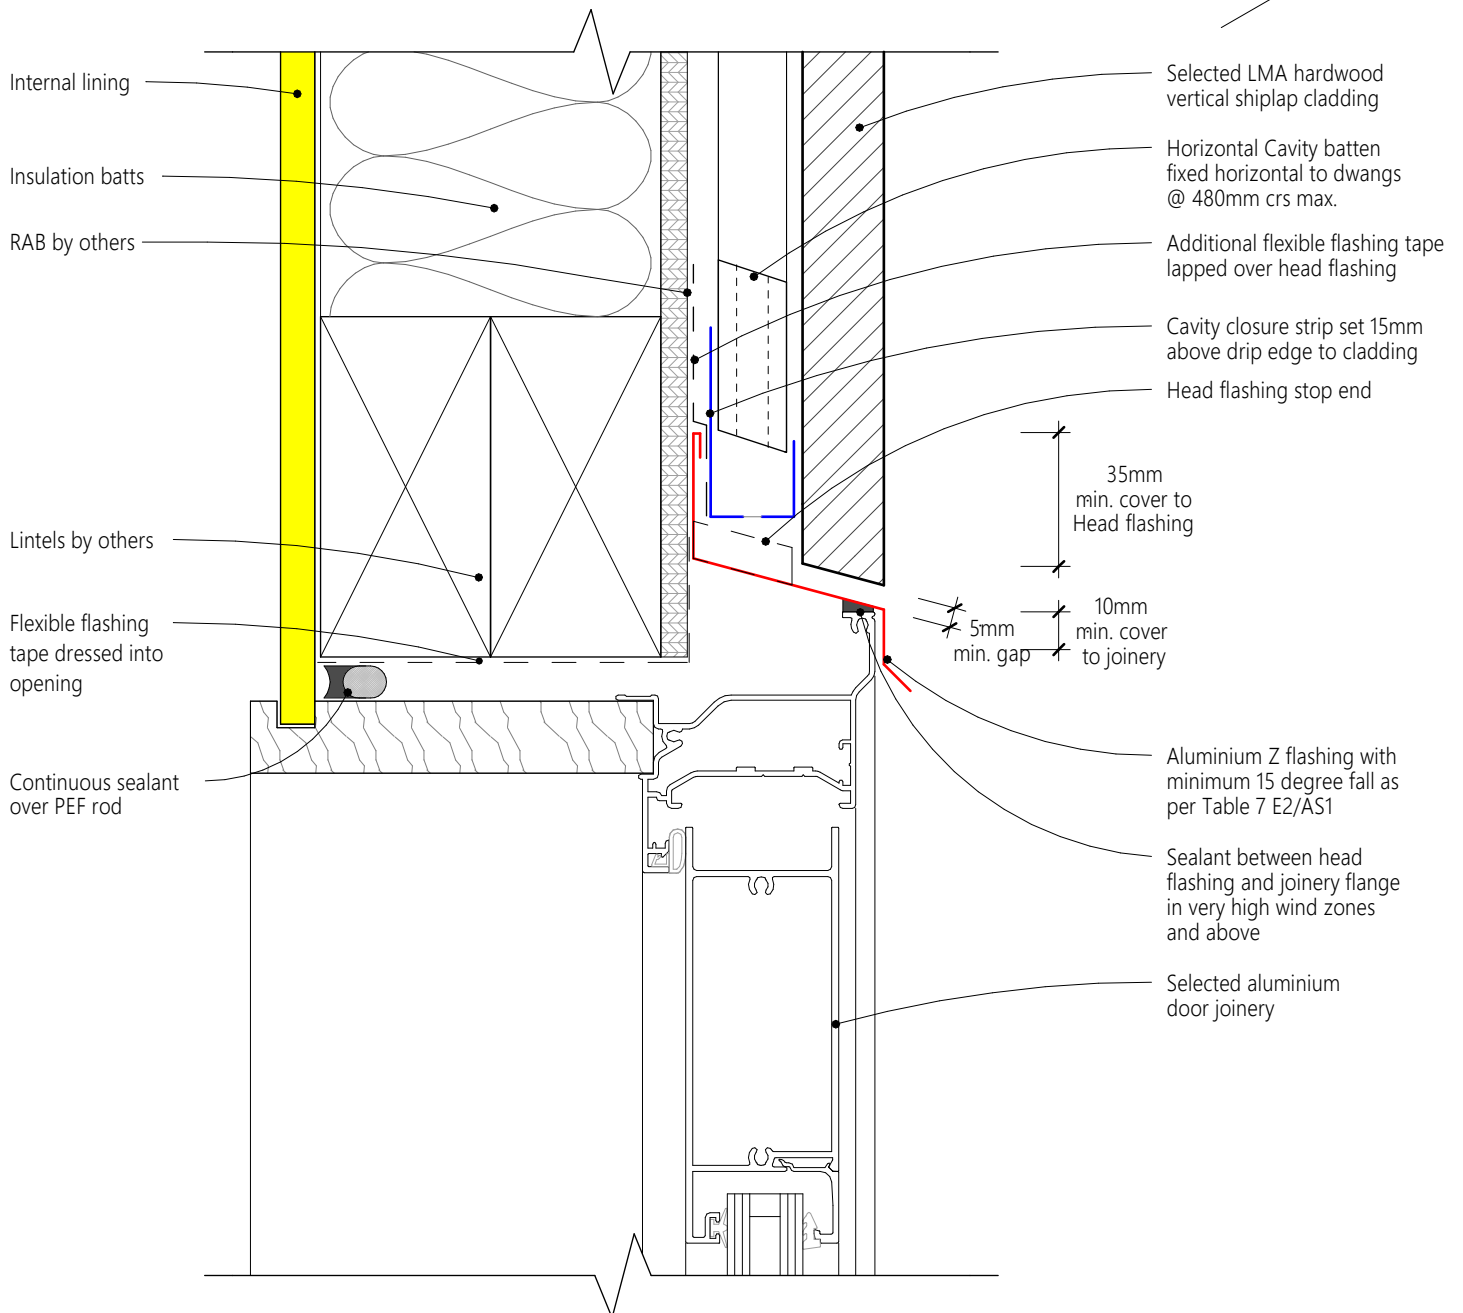 Internal lining
Insulation batts
RAB by others
Lintels by others
Flexible flashing
tape dressed into
opening
Continuous sealant
over PEF rod
Selected LMA hardwood
vertical shiplap cladding
Horizontal Cavity batten
fixed horizontal to dwangs
@ 480mm crs max.
Additional flexible flashing tape
lapped over head flashing
Cavity closure strip set 15mm
above drip edge to cladding
Head flashing stop end
35mm
min. cover to
Head flashing
5mm
min. gap
10mm
min. cover
to joinery
Aluminium Z flashing with
minimum 15 degree fall as
per Table 7 E2/AS1
Sealant between head
flashing and joinery flange
in very high wind zones
and above
Selected aluminium
door joinery